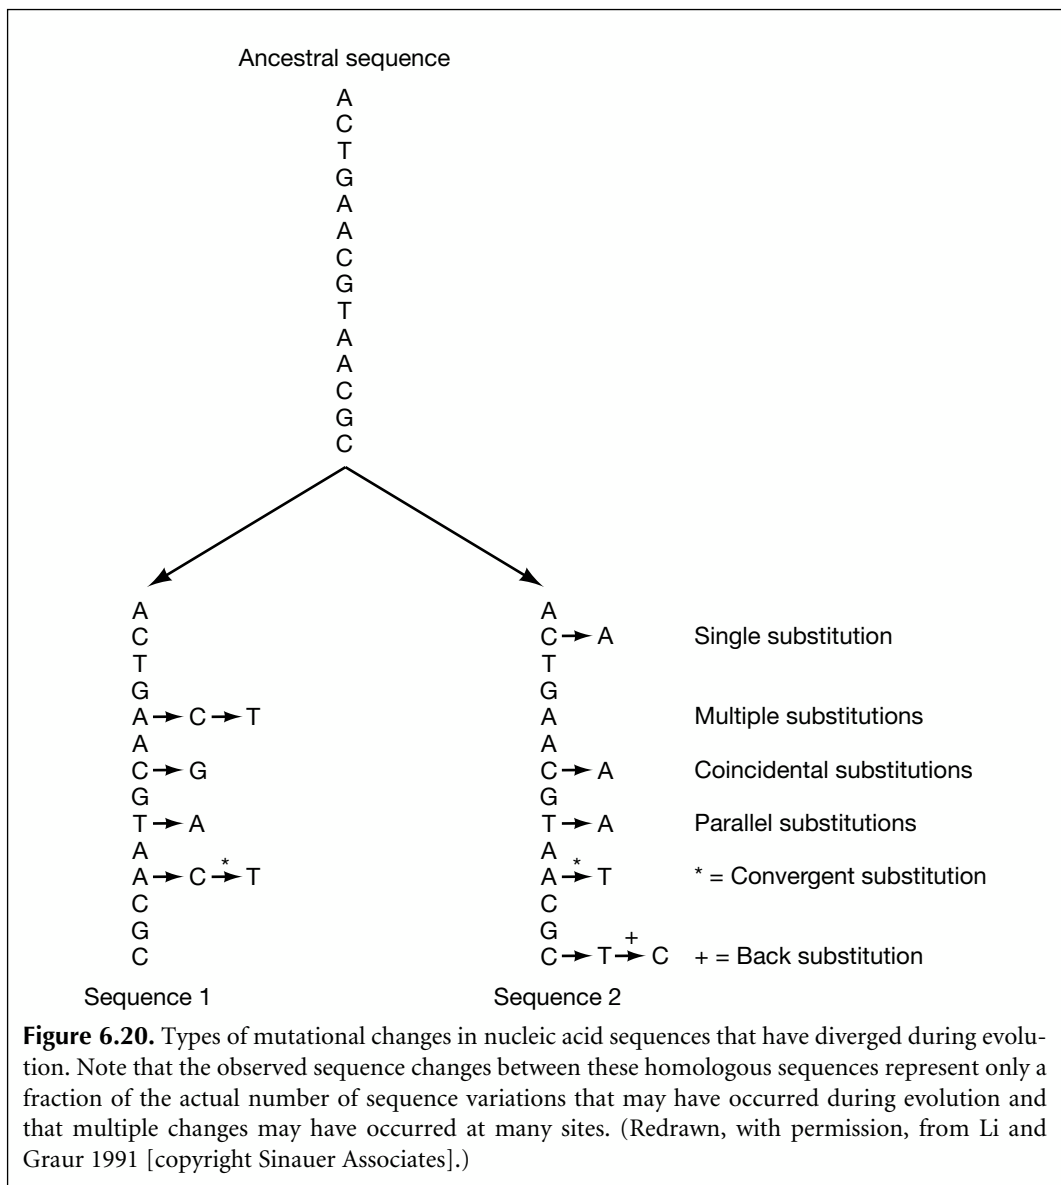 Ancestral sequence
A
C
T
G
A
A
C
G
T
A
A
C
G
C
A A
C C A Single substitution
T T
G G
A C T A Multiple substitutions
A A
C G C A Coincidental substitutions
G G
T A T A Parallel substitutions
A A
A C * T A * T * = Convergent substitution
C C
G G
C C T + C + = Back substitution
Sequence 1 Sequence 2
Figure 6.20. Types of mutational changes in nucleic acid sequences that have diverged during evolu-
tion. Note that the observed sequence changes between these homologous sequences represent only a
fraction of the actual number of sequence variations that may have occurred during evolution and
that multiple changes may have occurred at many sites. (Redrawn, with permission, from Li and
Graur 1991 [copyright Sinauer Associates].)